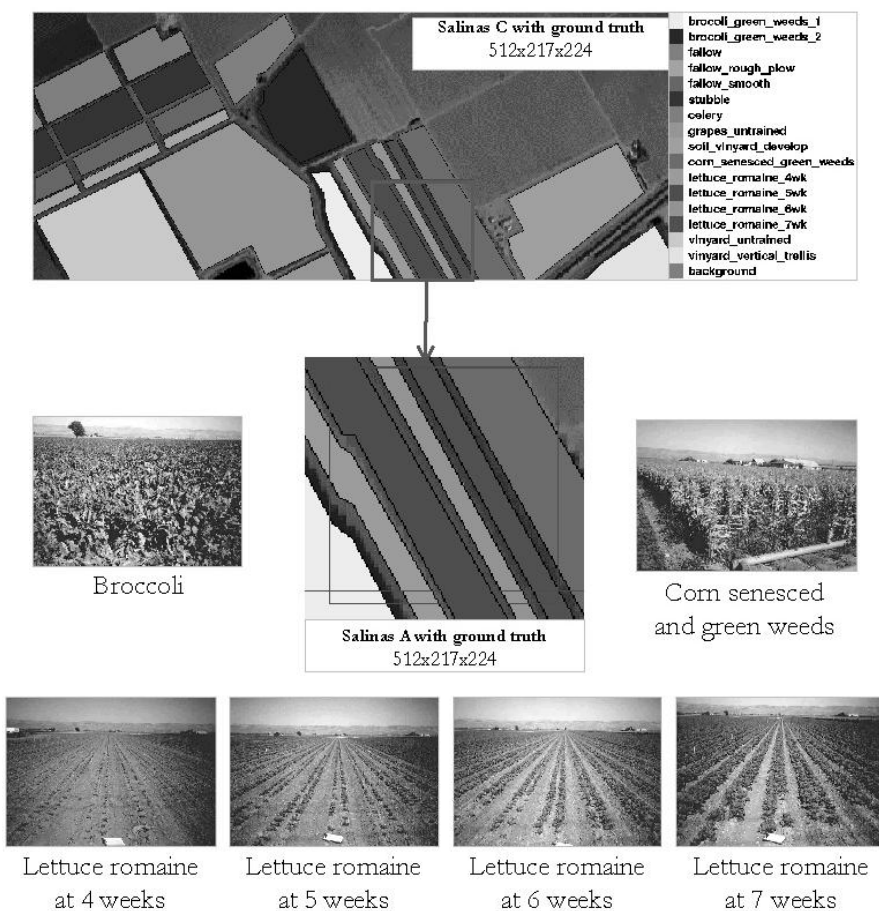 Salinas C with ground truth
512x217x224
brocoli_green_weeds_1
brocoli_green_weeds_2
fallow
fallow_rough_plow
fallow_smooth
stubble
celery
grapes_untrained
soil_vinyard_develop
corn_senesced_green_weeds
lettuce_romaine_4wk
lettuce_romaine_5wk
lettuce_romaine_6wk
lettuce_romaine_7wk
vinyard_untrained
vinyard_vertical_trellis
background
Broccoli
Salinas A with ground truth
512x217x224
Corn senesced
and green weeds
Lettuce romaine
at 4 weeks
Lettuce romaine
at 5 weeks
Lettuce romaine
at 6 weeks
Lettuce romaine
at 7 weeks